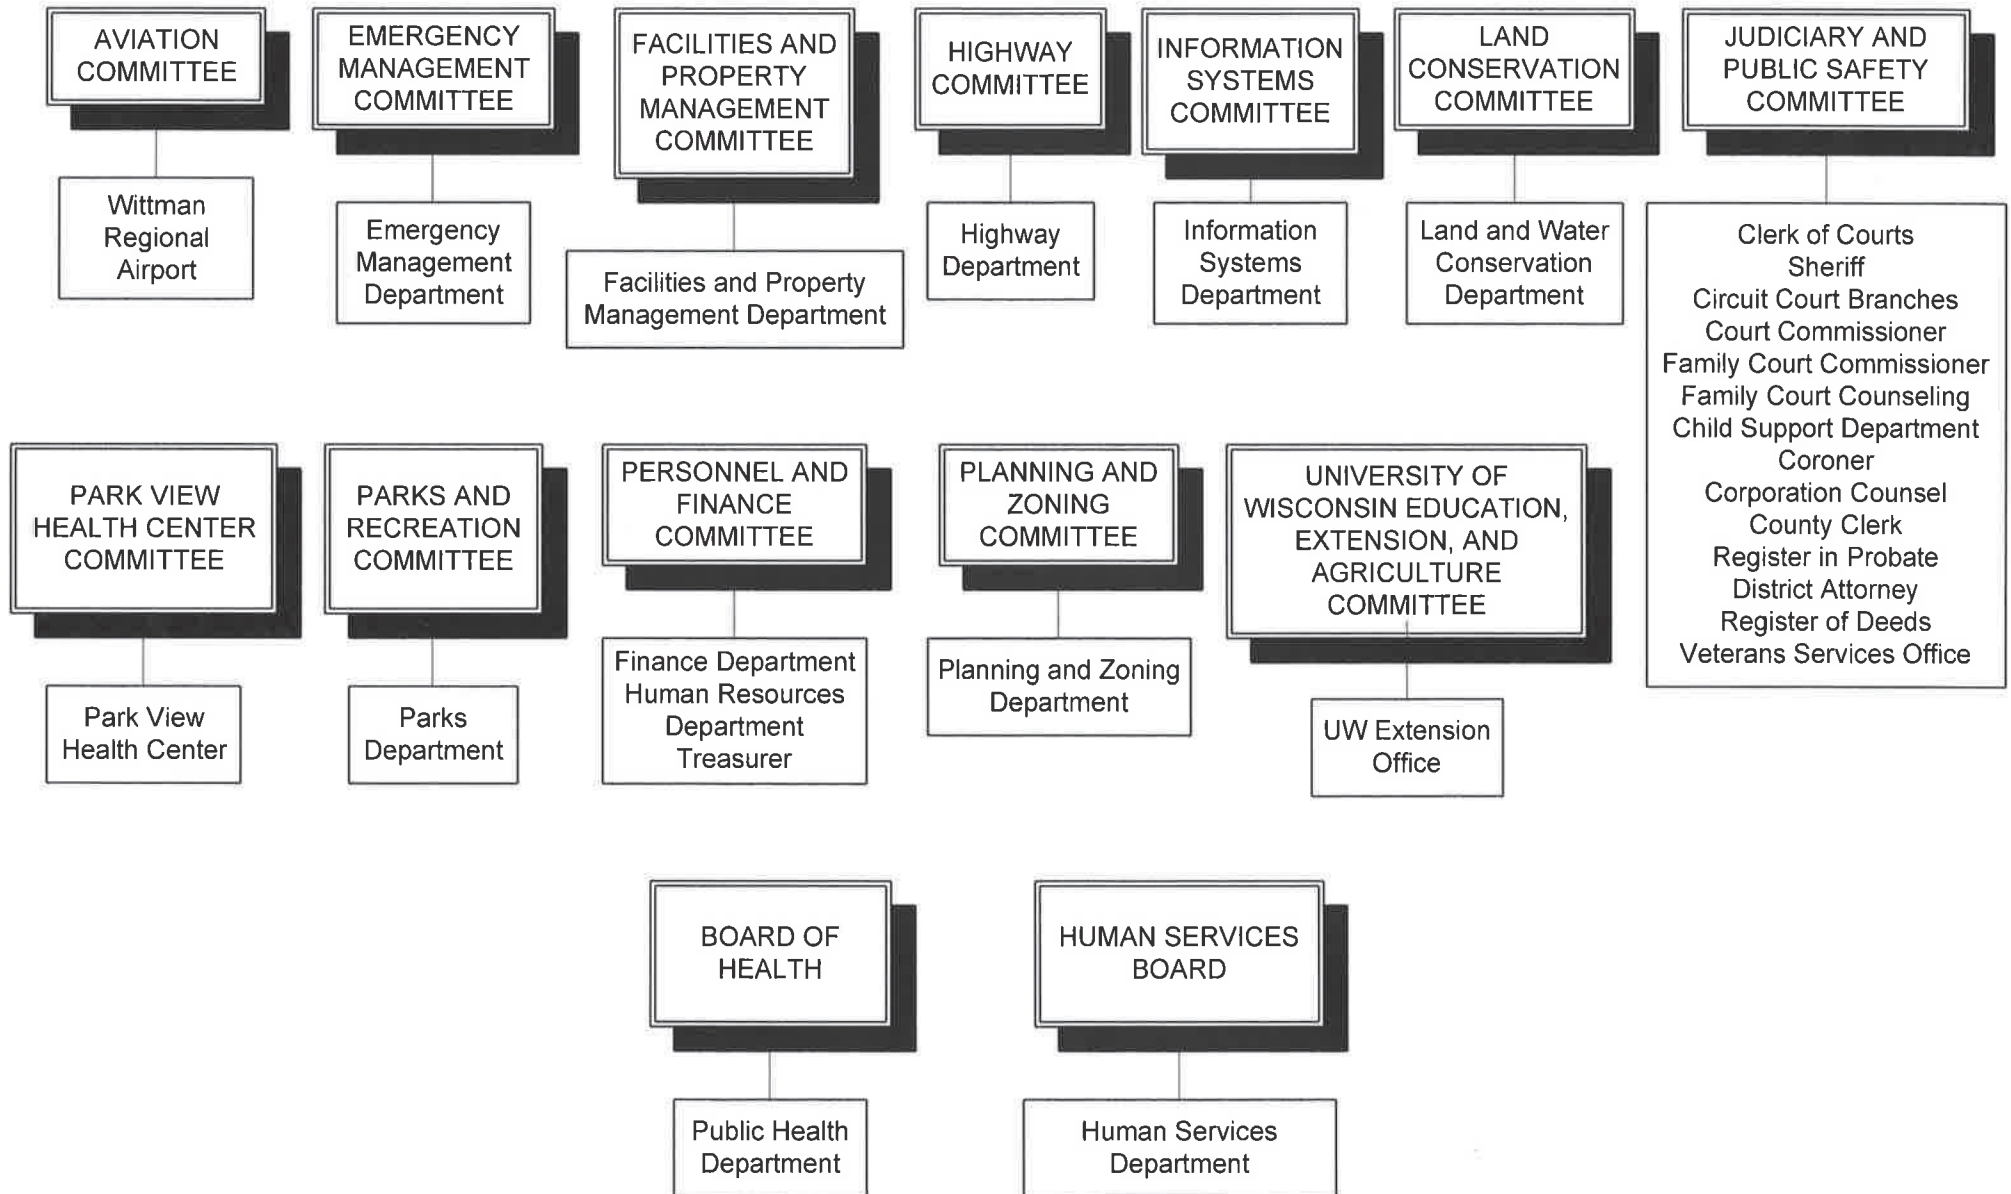 AVIATION
COMMITTEE
Wittman
Regional
Airport
EMERGENCY
MANAGEMENT
COMMITTEE
Emergency
Management
Department
FACILITIES AND
PROPERTY
MANAGEMENT
COMMITTEE
Facilities and Property
Management Department
HIGHWAY
COMMITTEE
Highway
Department
INFORMATION
SYSTEMS
COMMITTEE
Information
Systems
Department
LAND
CONSERVATION
COMMITTEE
Land and Water
Conservation
Department
JUDICIARY AND
PUBLIC SAFETY
COMMITTEE
Clerk of Courts
Sheriff
Circuit Court Branches
Court Commissioner
Family Court Commissioner
Family Court Counseling
Child Support Department
Coroner
Corporation Counsel
County Clerk
Register in Probate
District Attorney
Register of Deeds
Veterans Services Office
PARK VIEW
HEALTH CENTER
COMMITTEE
Park View
Health Center
PARKS AND
RECREATION
COMMITTEE
Parks
Department
PERSONNEL AND
FINANCE
COMMITTEE
Finance Department
Human Resources
Department
Treasurer
PLANNING AND
ZONING
COMMITTEE
Planning and Zoning
Department
UNIVERSITY OF
WISCONSIN EDUCATION,
EXTENSION, AND
AGRICULTURE
COMMITTEE
UW Extension
Office
BOARD OF
HEALTH
Public Health
Department
HUMAN SERVICES
BOARD
Human Services
Department